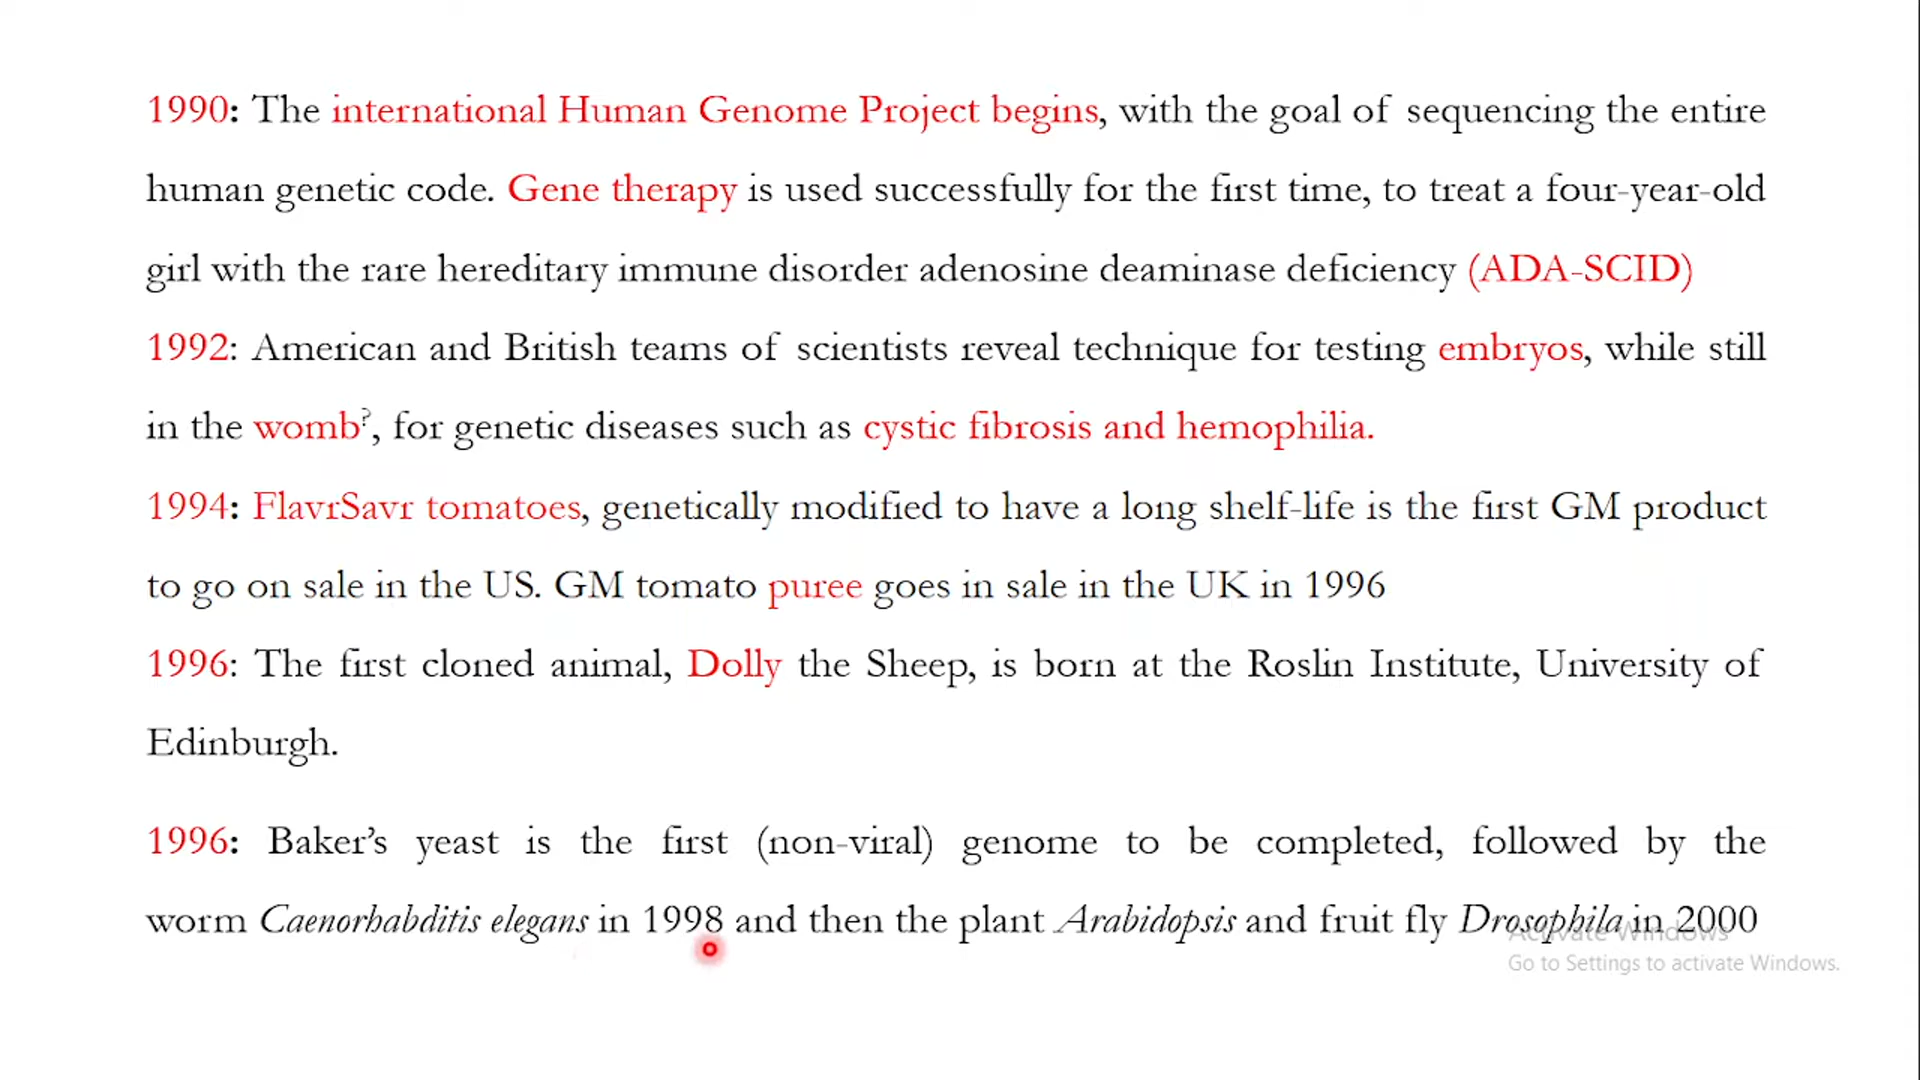 1990: The international Human Genome Project begins, with the goal of sequencing the entire
human genetic code. Gene therapy is used successfully for the first time, to treat a four-year-old
girl with the rare hereditary immune disorder adenosine deaminase deficiency (ADA-SCID)
1992: American and British teams of scientists reveal technique for testing embryos, while still
in the womb?, for genetic diseases such as cystic fibrosis and hemophilia.
1994: FlavrSavr tomatoes, genetically modified to have a long shelf-life is the first GM product
to go on sale in the US. GM tomato puree goes in sale in the UK in 1996
1996: The first cloned animal, Dolly the Sheep, is born at the Roslin Institute, University of
Edinburgh.
1996: Baker’s yeast is the first (non-viral) genome to be completed, followed by the
worm Caenorhabditis elegans in 1998 and then the plant Arabidopsis and fruit fly Drosophila in 2000
Activate Windows
Go to Settings to activate Windows.